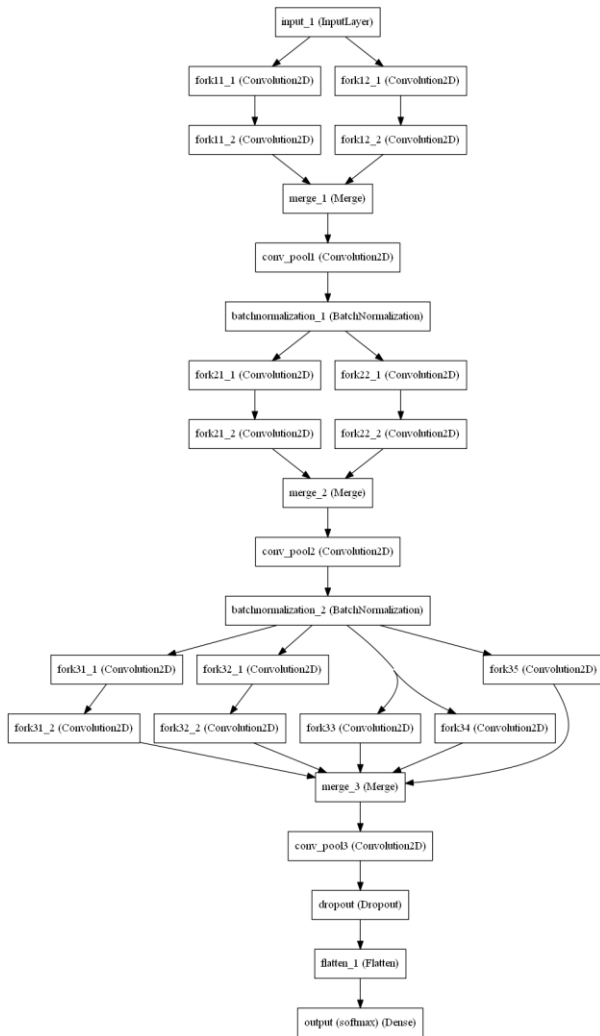 input_1 (InputLayer)
fork11_1 (Convolution2D)
fork12_1 (Convolution2D)
fork11_2 (Convolution2D)
fork12_2 (Convolution2D)
merge_1 (Merge)
conv_pool1 (Convolution2D)
batchnormalization_1 (BatchNormalization)
fork21_1 (Convolution2D)
fork22_1 (Convolution2D)
fork21_2 (Convolution2D)
fork22_2 (Convolution2D)
merge_2 (Merge)
conv_pool2 (Convolution2D)
batchnormalization_2 (BatchNormalization)
fork31_1 (Convolution2D)
fork32_1 (Convolution2D)
fork35 (Convolution2D)
fork31_2 (Convolution2D)
fork32_2 (Convolution2D)
fork33 (Convolution2D)
fork34 (Convolution2D)
merge_3 (Merge)
conv_pool3 (Convolution2D)
dropout (Dropout)
flatten_1 (Flatten)
output (softmax) (Dense)